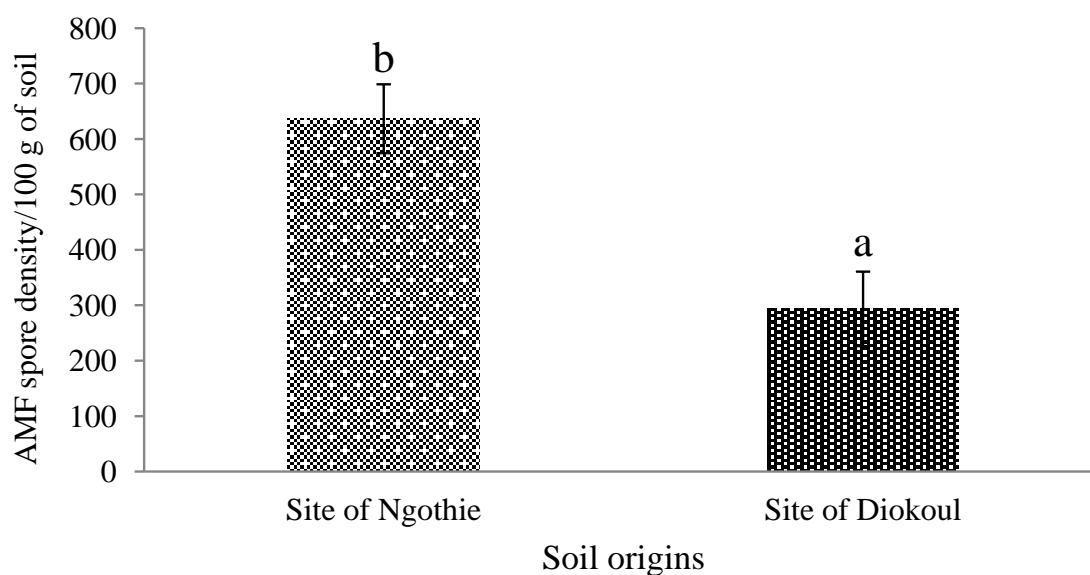 AMF spore density/100 g of soil
800
700
600
500
400
300
200
100
0
b
a
Site of Ngothie
Site of Diokoul
Soil origins